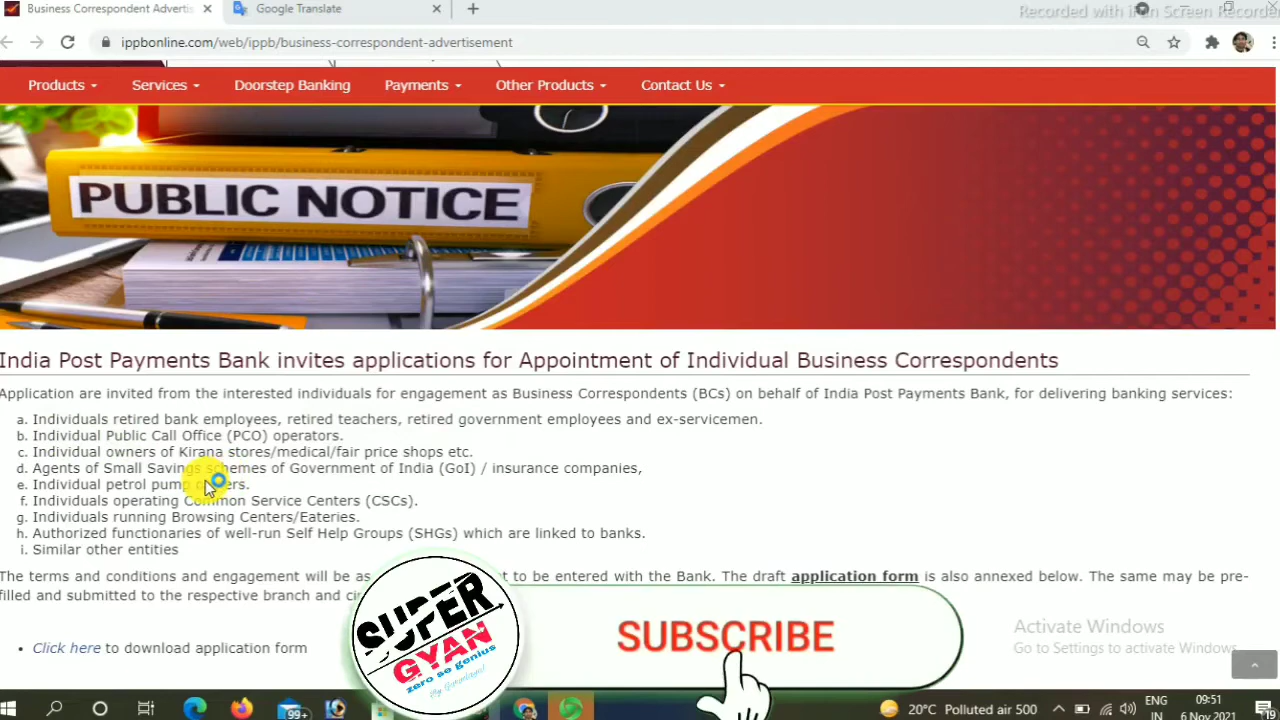 Business Correspondent Advertis
Google Translate
Recorded with iFun Screen Recorder
ippbonline.com/web/ippb/business-correspondent-advertisement
Products
Services
Doorstep Banking
Payments
Other Products
Contact Us
PUBLIC NOTICE
India Post Payments Bank invites applications for Appointment of Individual Business Correspondents
Application are invited from the interested individuals for engagement as Business Correspondents (BCs) on behalf of India Post Payments Bank, for delivering banking services:
a. Individuals retired bank employees, retired teachers, retired government employees and ex-servicemen.
b. Individual Public Call Office (PCO) operators.
c. Individual owners of Kirana stores/medical/fair price shops etc.
d. Agents of Small Savings schemes of Government of India (GoI) / insurance companies,
e. Individual petrol pump owners.
f. Individuals operating Common Service Centers (CSCs).
g. Individuals running Browsing Centers/Eateries.
h. Authorized functionaries of well-run Self Help Groups (SHGs) which are linked to banks.
i. Similar other entities
The terms and conditions and engagement will be as t to be entered with the Bank. The draft application form is also annexed below. The same may be pre-
filled and submitted to the respective branch and ci
• Click here to download application form
SUPER
GYAN
zero se genius
SUBSCRIBE
Activate Windows
Go to Settings to activate Windows.
99+
20°C Polluted air 500
ENG
IN
09:51
6 Nov 2021
19